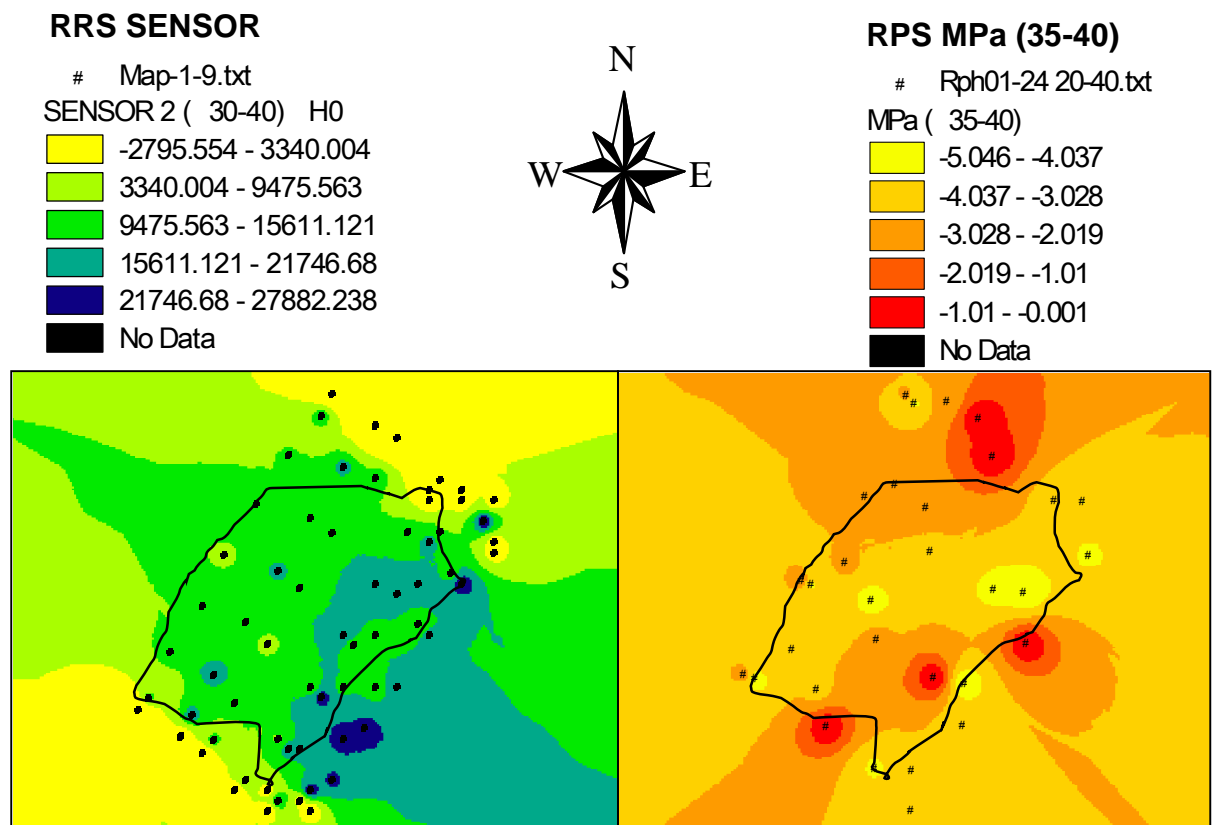 RRS SENSOR
# Map-1-9.txt
SENSOR 2 ( 30-40) H0
-2795.554 - 3340.004
3340.004 - 9475.563
9475.563 - 15611.121
15611.121 - 21746.68
21746.68 - 27882.238
No Data
N
W E
S
RPS MPa (35-40)
# Rph01-24 20-40.txt
MPa ( 35-40)
-5.046 - -4.037
-4.037 - -3.028
-3.028 - -2.019
-2.019 - -1.01
-1.01 - -0.001
No Data